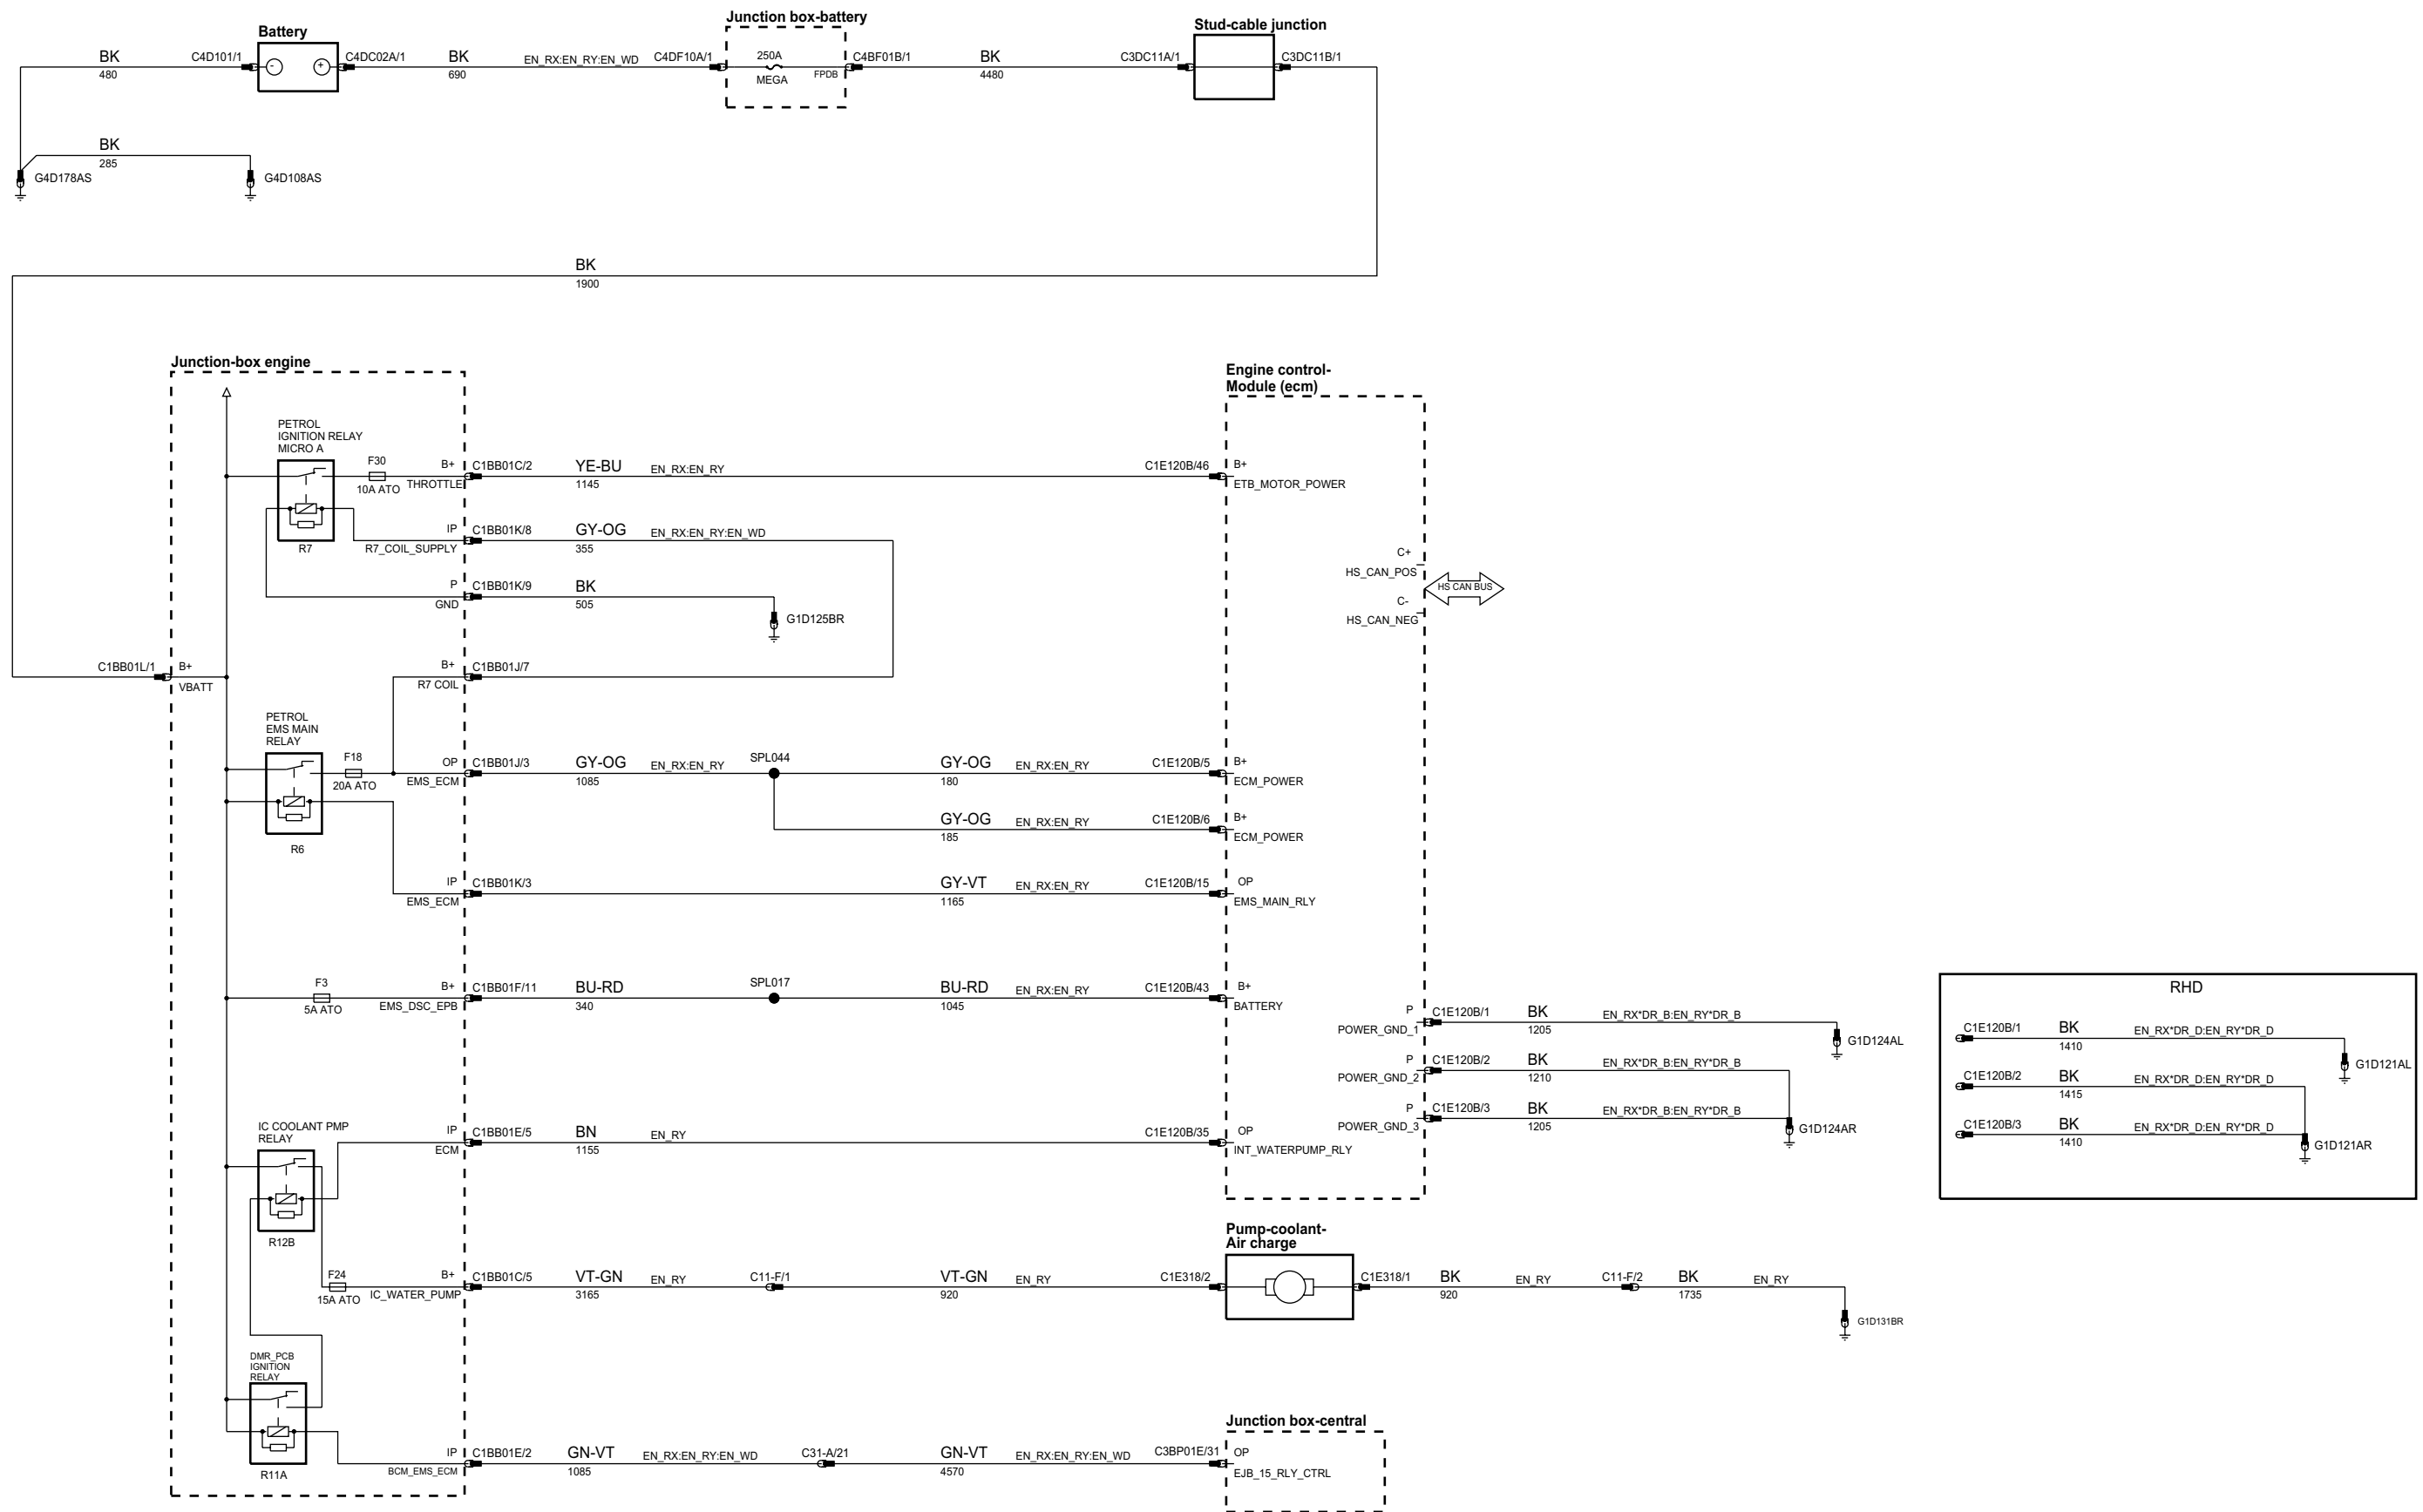 Junction box-battery
Battery
Stud-cable junction
BK
480
C4D101/1
-
+
C4DC02A/1
BK
690
EN_RX:EN_RY:EN_WD
C4DF10A/1
250A
MEGA
FPDB
C4BF01B/1
BK
4480
C3DC11A/1
C3DC11B/1
BK
285
G4D178AS
G4D108AS
BK
1900
Junction-box engine
Engine control-
Module (ecm)
PETROL
IGNITION RELAY
MICRO A
F30
10A ATO
B+
THROTTLE
C1BB01C/2
YE-BU
1145
EN_RX:EN_RY
C1E120B/46
B+
ETB_MOTOR_POWER
R7
IP
R7_COIL_SUPPLY
C1BB01K/8
GY-OG
355
EN_RX:EN_RY:EN_WD
P
GND
C1BB01K/9
BK
505
G1D125BR
C+
HS_CAN_POS
HS CAN BUS
C-
HS_CAN_NEG
C1BB01L/1
B+
VBATT
B+
R7 COIL
C1BB01J/7
PETROL
EMS MAIN
RELAY
F18
20A ATO
R6
OP
EMS_ECM
C1BB01J/3
GY-OG
1085
EN_RX:EN_RY
SPL044
GY-OG
180
EN_RX:EN_RY
C1E120B/5
B+
ECM_POWER
GY-OG
185
EN_RX:EN_RY
C1E120B/6
B+
ECM_POWER
IP
EMS_ECM
C1BB01K/3
GY-VT
1165
EN_RX:EN_RY
C1E120B/15
OP
EMS_MAIN_RLY
F3
5A ATO
B+
EMS_DSC_EPB
C1BB01F/11
BU-RD
340
SPL017
BU-RD
1045
EN_RX:EN_RY
C1E120B/43
B+
BATTERY
P
POWER_GND_1
C1E120B/1
BK
1205
EN_RX*DR_B:EN_RY*DR_B
G1D124AL
P
POWER_GND_2
C1E120B/2
BK
1210
EN_RX*DR_B:EN_RY*DR_B
P
POWER_GND_3
C1E120B/3
BK
1205
EN_RX*DR_B:EN_RY*DR_B
G1D124AR
RHD
C1E120B/1
BK
1410
EN_RX*DR_D:EN_RY*DR_D
G1D121AL
C1E120B/2
BK
1415
EN_RX*DR_D:EN_RY*DR_D
C1E120B/3
BK
1410
EN_RX*DR_D:EN_RY*DR_D
G1D121AR
IC COOLANT PMP
RELAY
IP
ECM
C1BB01E/5
BN
1155
EN_RY
C1E120B/35
OP
INT_WATERPUMP_RLY
R12B
Pump-coolant-
Air charge
F24
15A ATO
B+
IC_WATER_PUMP
C1BB01C/5
VT-GN
3165
EN_RY
C11-F/1
VT-GN
920
EN_RY
C1E318/2
C1E318/1
BK
920
EN_RY
C11-F/2
BK
1735
EN_RY
G1D131BR
DMR_PCB
IGNITION
RELAY
R11A
Junction box-central
IP
BCM_EMS_ECM
C1BB01E/2
GN-VT
1085
EN_RX:EN_RY:EN_WD
C31-A/21
GN-VT
4570
EN_RX:EN_RY:EN_WD
C3BP01E/31
OP
EJB_15_RLY_CTRL